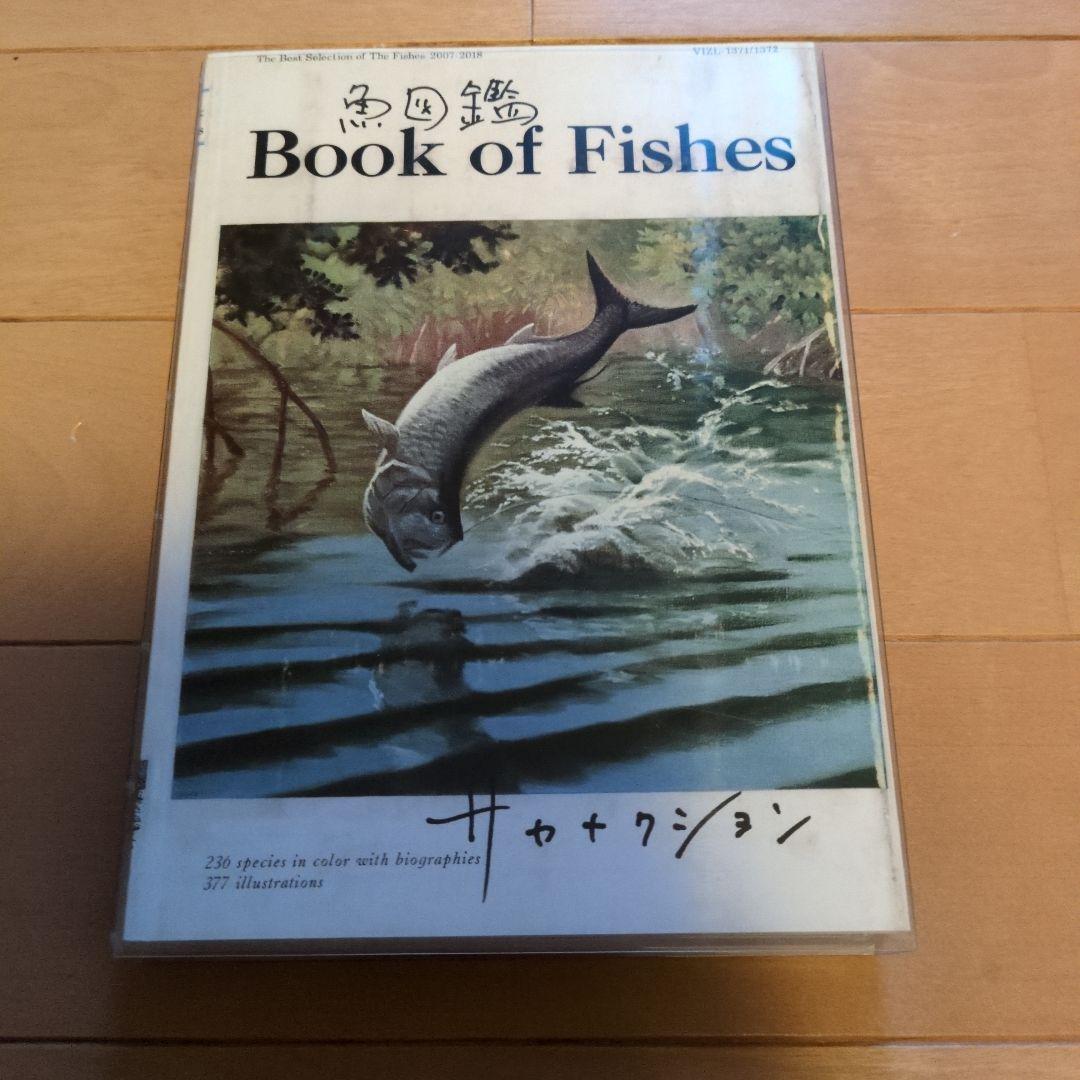 The Best Selection of The Fishes 2007-2018
VIZL-1371/1372
魚図鑑
Book of Fishes
サカナクション
236 species in color with biographies
377 illustrations